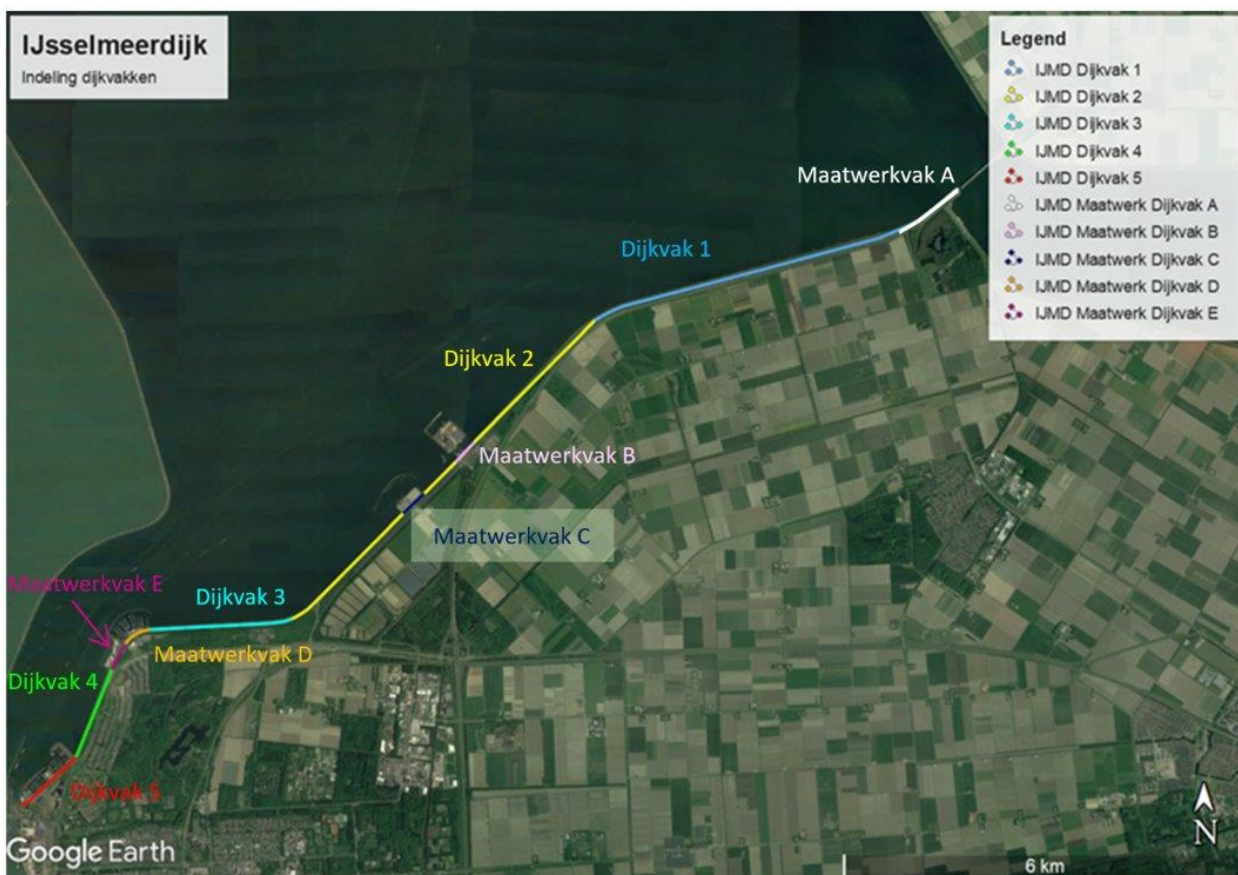 IJsselmeerdijk
Indeling dijkvakken
Legend
IJMD Dijkvak 1
IJMD Dijkvak 2
IJMD Dijkvak 3
IJMD Dijkvak 4
IJMD Dijkvak 5
IJMD Maatwerk Dijkvak A
IJMD Maatwerk Dijkvak B
IJMD Maatwerk Dijkvak C
IJMD Maatwerk Dijkvak D
IJMD Maatwerk Dijkvak E
Maatwerkvak A
Dijkvak 1
Dijkvak 2
Maatwerkvak B
Maatwerkvak C
Maatwerkvak E
Dijkvak 3
Maatwerkvak D
Dijkvak 4
Dijkvak 5
N
Google Earth
6 km